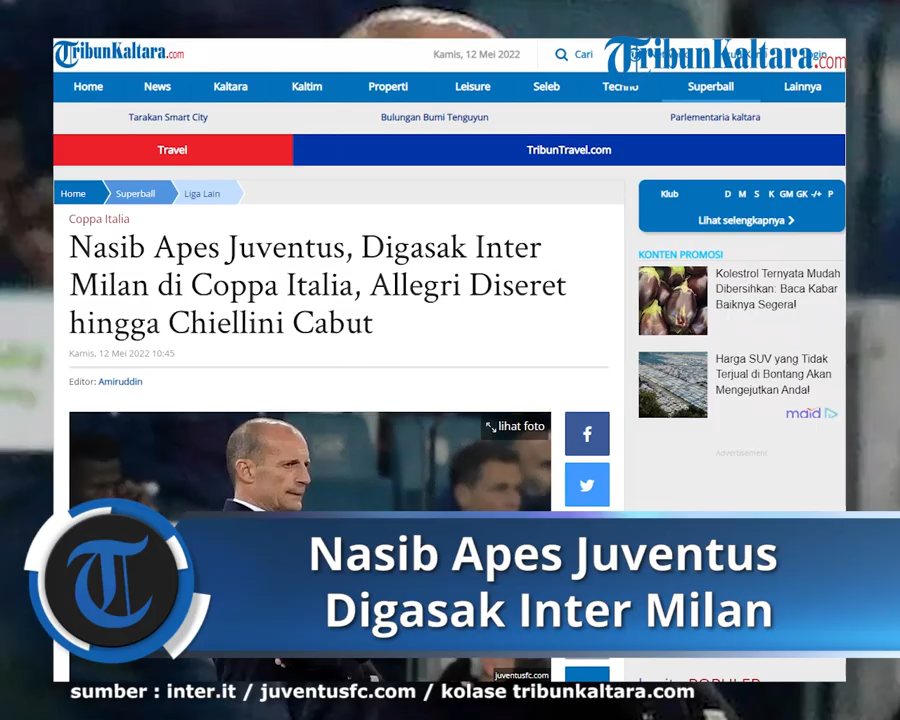 TribunKaltara.com
Kamis, 12 Mei 2022
Cari
TribunKaltara.com
Home News Kaltara Kaltim Properti Leisure Seleb Techno Superball Lainnya
Tarakan Smart City Bulungan Bumi Tenguyun Parlementaria kaltara
Travel TribunTravel.com
Home Superball Liga Lain
Klub D M S K GM GK -/+ P
Lihat selengkapnya
Coppa Italia
Nasib Apes Juventus, Digasak Inter
Milan di Coppa Italia, Allegri Diseret
hingga Chiellini Cabut
Kamis, 12 Mei 2022 10:45
Editor: Amiruddin
KONTEN PROMOSI
Kolestrol Ternyata Mudah
Dibersihkan: Baca Kabar
Baiknya Segera!
Harga SUV yang Tidak
Terjual di Bontang Akan
Mengejutkan Anda!
maid
Advertisement
lihat foto
Nasib Apes Juventus
Digasak Inter Milan
juventusfc.com
sumber : inter.it / juventusfc.com / kolase tribunkaltara.com